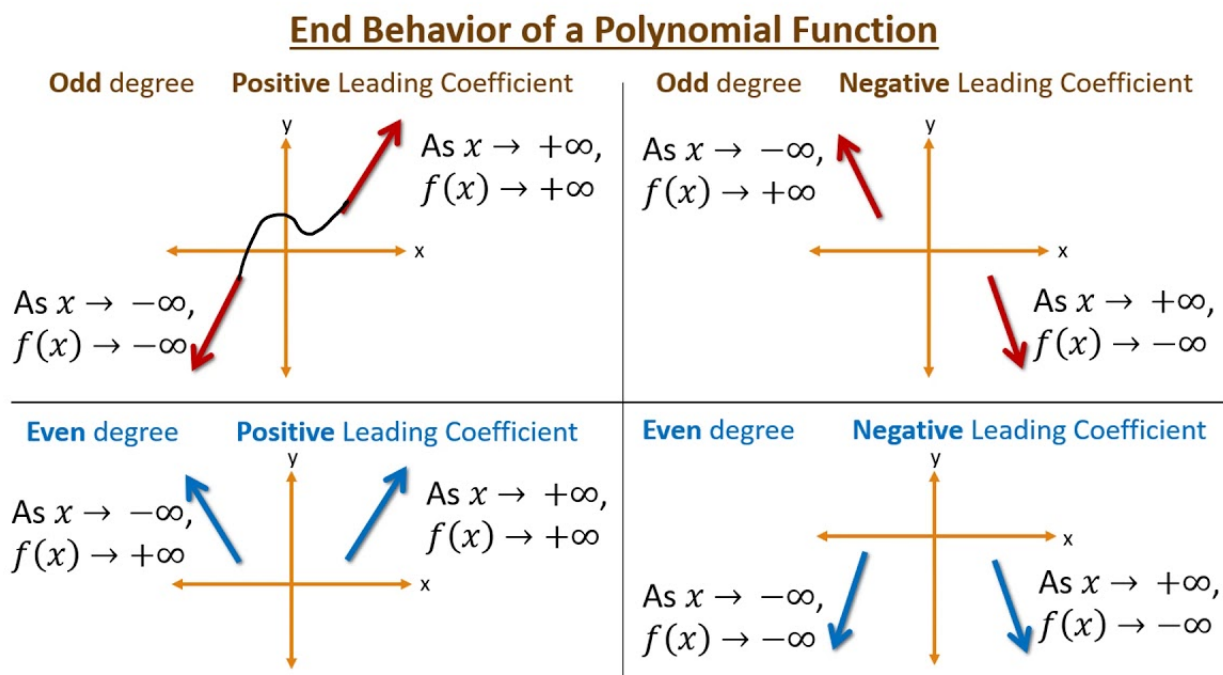 End Behavior of a Polynomial Function
Odd degree Positive Leading Coefficient
y
As x → +∞,
f(x) → +∞
x
As x → −∞,
f(x) → −∞
Odd degree Negative Leading Coefficient
y
As x → −∞,
f(x) → +∞
x
As x → +∞,
f(x) → −∞
Even degree Positive Leading Coefficient
y
As x → −∞,
f(x) → +∞
As x → +∞,
f(x) → +∞
x
Even degree Negative Leading Coefficient
y
x
As x → −∞,
f(x) → −∞
As x → +∞,
f(x) → −∞